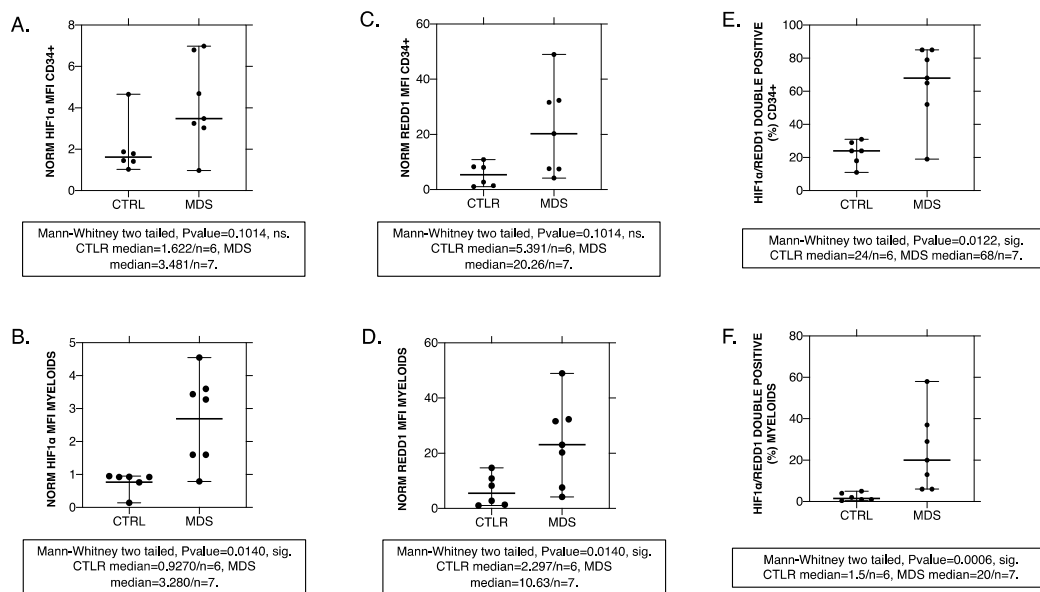 A.
NORM HIF1α MFI CD34+
8
6
4
2
0
CTRL MDS
Mann-Whitney two tailed, Pvalue=0.1014, ns.
CTLR median=1.622/n=6, MDS
median=3.481/n=7.
C.
NORM REDD1 MFI CD34+
60
40
20
0
CTLR MDS
Mann-Whitney two tailed, Pvalue=0.1014, ns.
CTLR median=5.391/n=6, MDS
median=20.26/n=7.
E.
HIF1α/REDD1 DOUBLE POSITIVE
(%) CD34+
100
80
60
40
20
0
CTRL MDS
Mann-Whitney two tailed, Pvalue=0.0122, sig.
CTLR median=24/n=6, MDS median=68/n=7.
B.
NORM HIF1α MFI MYELOIDS
5
4
3
2
1
0
CTRL MDS
Mann-Whitney two tailed, Pvalue=0.0140, sig.
CTLR median=0.9270/n=6, MDS
median=3.280/n=7.
D.
NORM REDD1 MFI MYELOIDS
60
40
20
0
CTLR MDS
Mann-Whitney two tailed, Pvalue=0.0140, sig.
CTLR median=2.297/n=6, MDS
median=10.63/n=7.
F.
HIF1α/REDD1 DOUBLE POSITIVE
(%) MYELOIDS
80
60
40
20
0
CTRL MDS
Mann-Whitney two tailed, Pvalue=0.0006, sig.
CTLR median=1.5/n=6, MDS median=20/n=7.